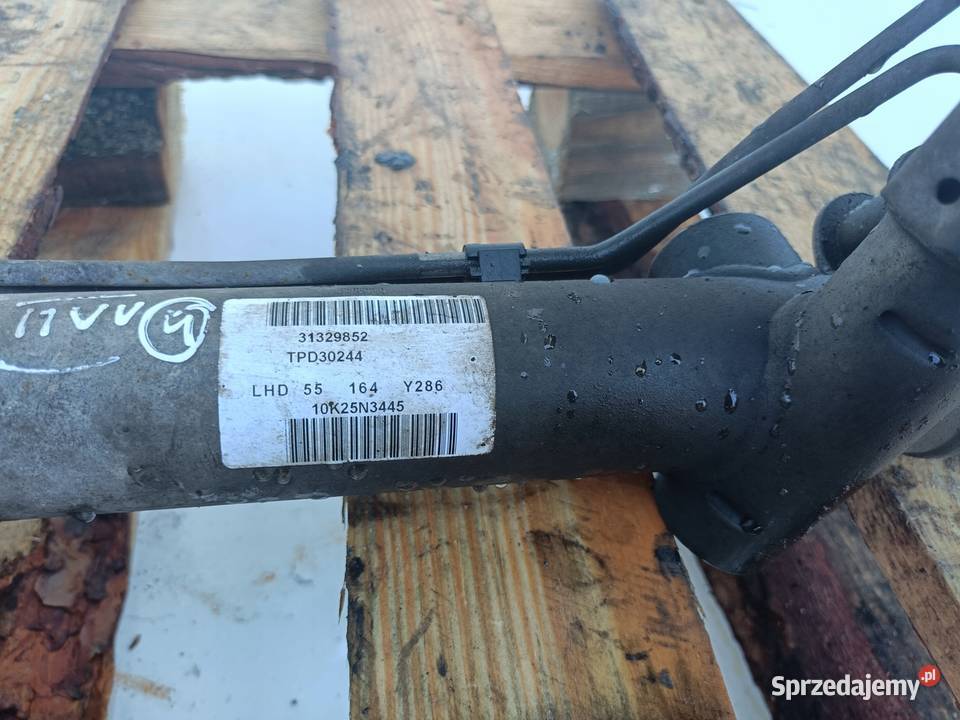 31329852
TPD30244
LHD 55 164 Y286
10K25N3445
Sprzedajemy.pl